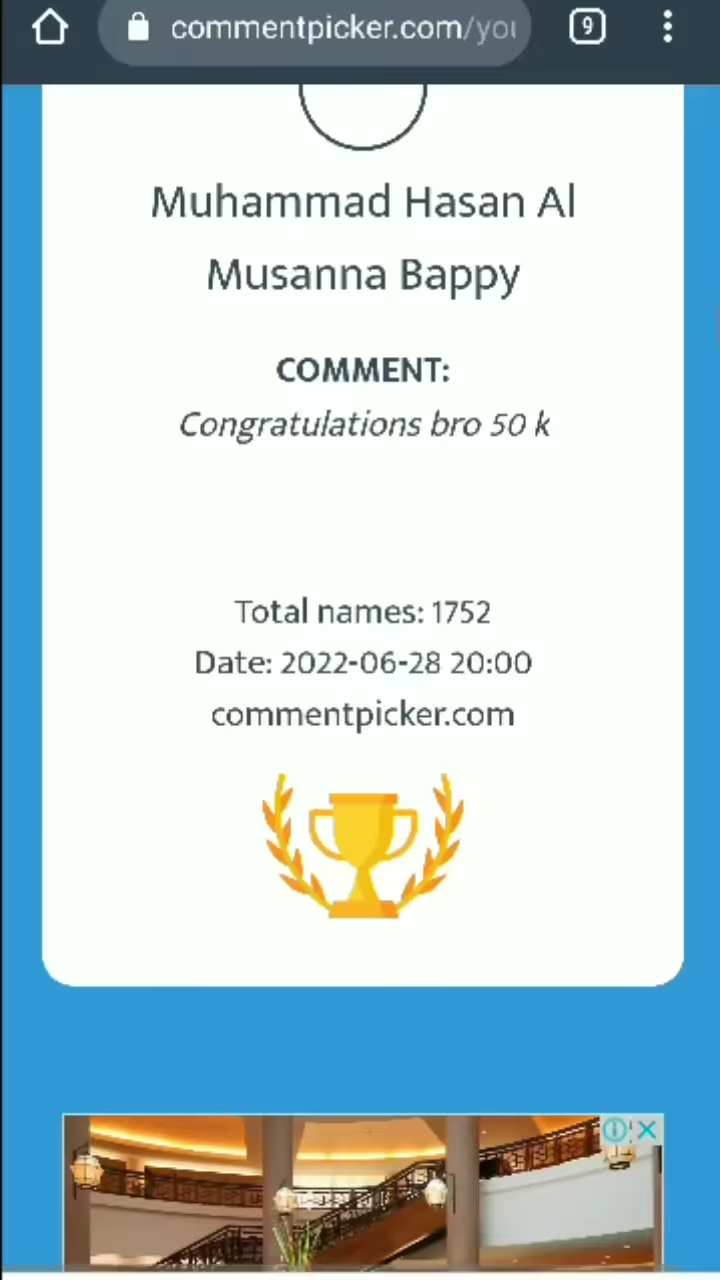 commentpicker.com/you
9
Muhammad Hasan Al
Musanna Bappy
COMMENT:
Congratulations bro 50 k
Total names: 1752
Date: 2022-06-28 20:00
commentpicker.com